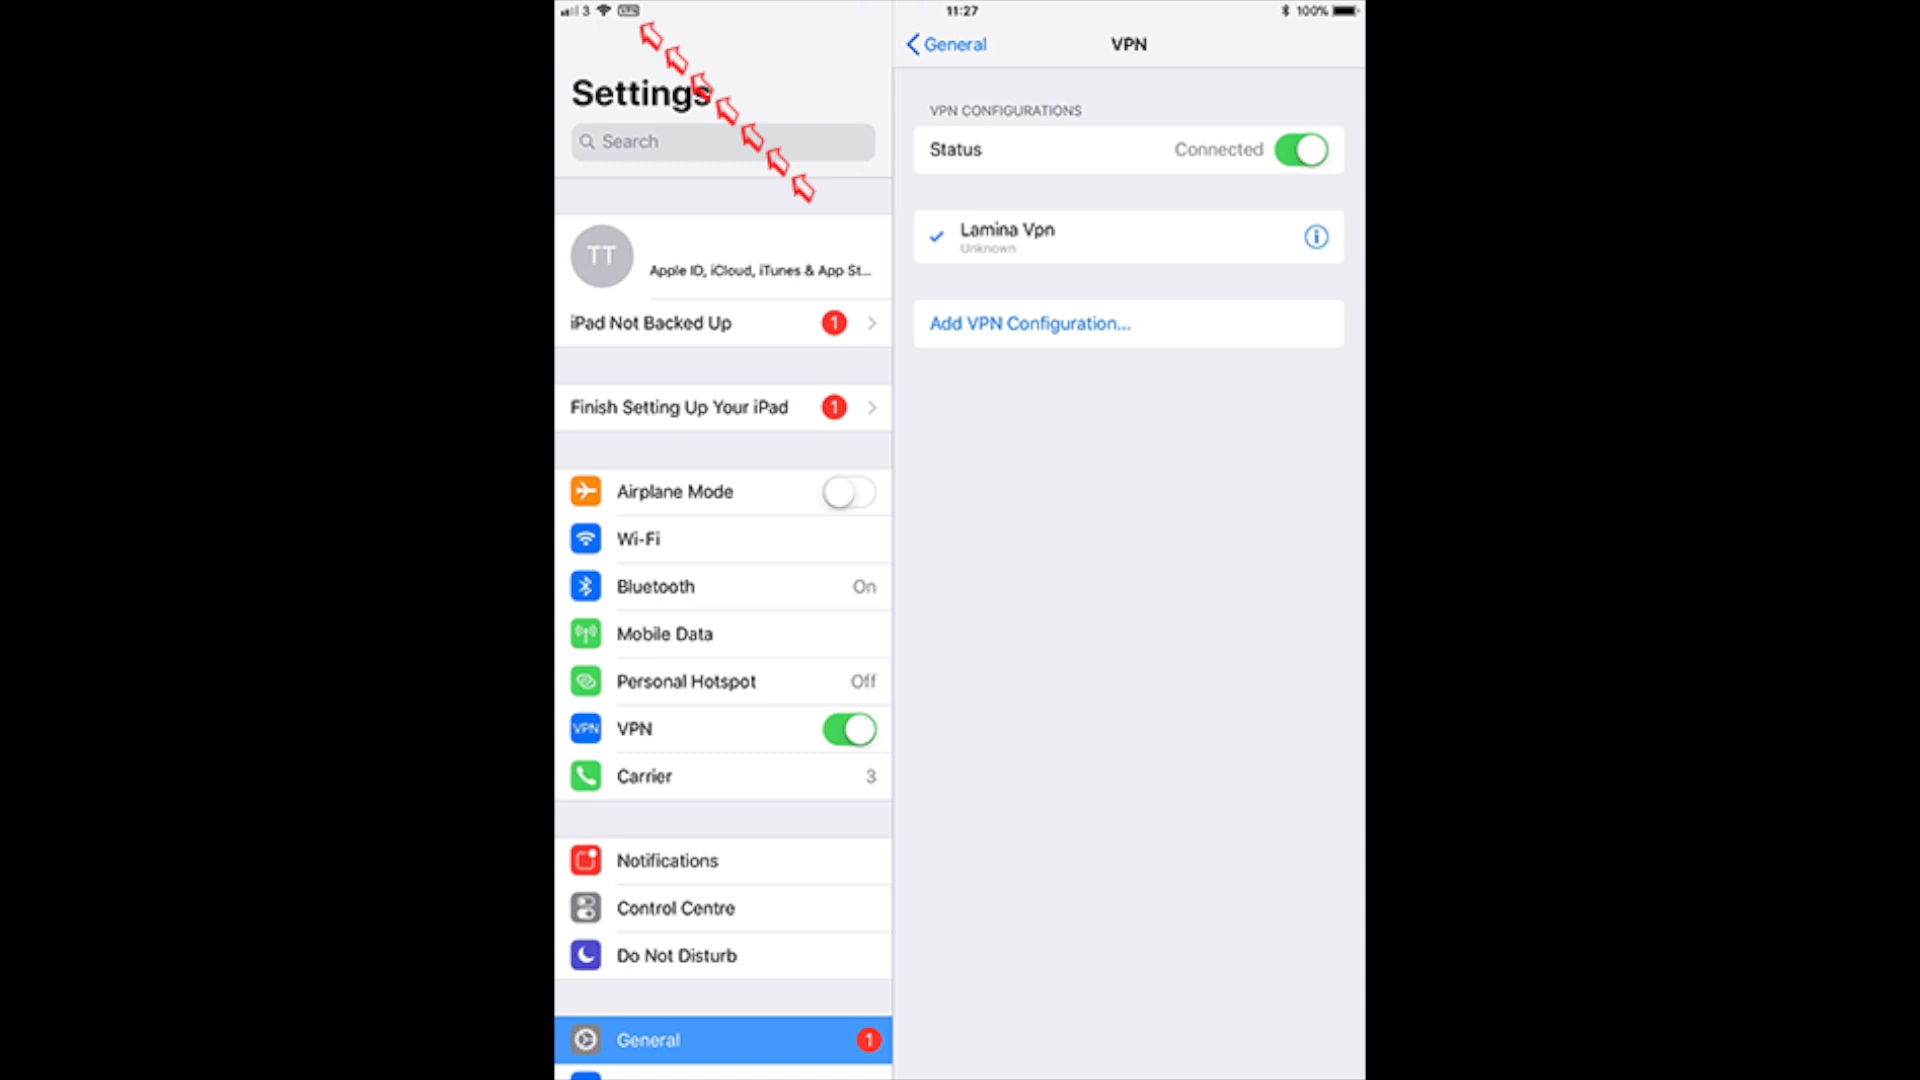 3 VPN 11:27 100%
General VPN
Settings
Search
VPN CONFIGURATIONS
Status Connected
Lamina Vpn
Unknown
Add VPN Configuration...
TT
Apple ID, iCloud, iTunes & App St...
iPad Not Backed Up 1
Finish Setting Up Your iPad 1
Airplane Mode
Wi-Fi
Bluetooth On
Mobile Data
Personal Hotspot Off
VPN VPN
Carrier 3
Notifications
Control Centre
Do Not Disturb
General 1